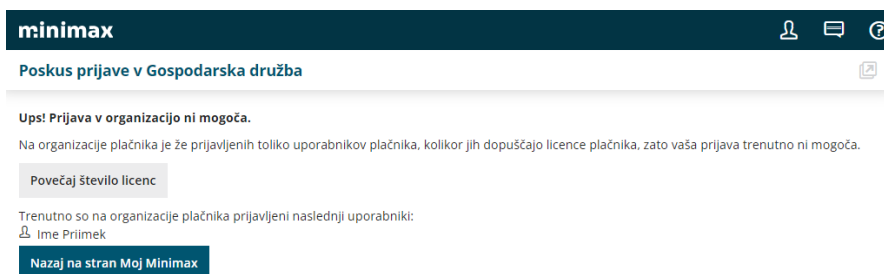 minimax
Poskus prijave v Gospodarska družba
Ups! Prijava v organizacijo ni mogoča.
Na organizacije plačnika je že prijavljenih toliko uporabnikov plačnika, kolikor jih dopuščajo licence plačnika, zato vaša prijava trenutno ni mogoča.
Povečaj število licenc
Trenutno so na organizacije plačnika prijavljeni naslednji uporabniki:
Ime Priimek
Nazaj na stran Moj Minimax